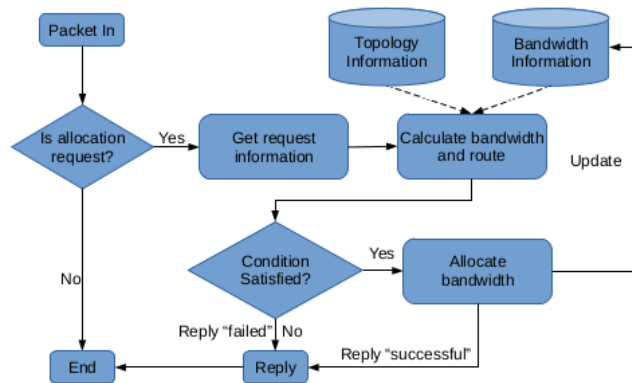 Packet In
Topology
Information
Bandwidth
Information
Is allocation
request?
Yes
Get request
information
Calculate bandwidth
and route
Update
No
Condition
Satisfied?
Yes
Allocate
bandwidth
Reply “failed”
No
Reply “successful”
End
Reply